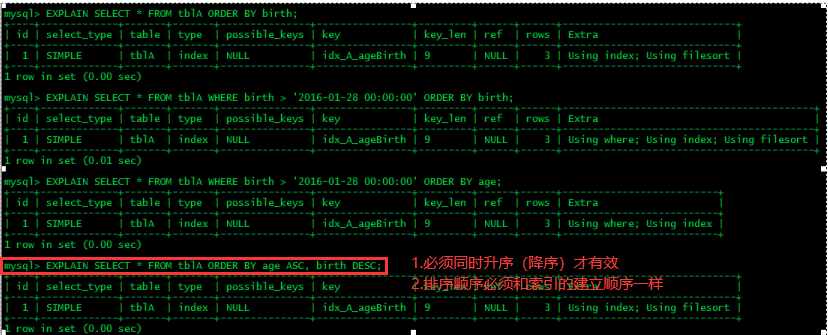 mysql> EXPLAIN SELECT * FROM tblA ORDER BY birth;
| id | select_type | table | type | possible_keys | key | key_len | ref | rows | Extra |
| 1 | SIMPLE | tblA | index | NULL | idx_A_ageBirth | 9 | NULL | 3 | Using index; Using filesort |
1 row in set (0.00 sec)
mysql> EXPLAIN SELECT * FROM tblA WHERE birth > '2016-01-28 00:00:00' ORDER BY birth;
| id | select_type | table | type | possible_keys | key | key_len | ref | rows | Extra |
| 1 | SIMPLE | tblA | index | NULL | idx_A_ageBirth | 9 | NULL | 3 | Using where; Using index; Using filesort |
1 row in set (0.01 sec)
mysql> EXPLAIN SELECT * FROM tblA WHERE birth > '2016-01-28 00:00:00' ORDER BY age;
| id | select_type | table | type | possible_keys | key | key_len | ref | rows | Extra |
| 1 | SIMPLE | tblA | index | NULL | idx_A_ageBirth | 9 | NULL | 3 | Using where; Using index |
1 row in set (0.00 sec)
mysql> EXPLAIN SELECT * FROM tblA ORDER BY age ASC, birth DESC;
1.必须同时升序（降序）才有效
2.排序顺序必须和索引的建立顺序一样
| id | select_type | table | type | possible_keys | key | key_len | ref | rows | Extra |
| 1 | SIMPLE | tblA | index | NULL | idx_A_ageBirth | 9 | NULL | 3 | Using index; Using filesort |
1 row in set (0.00 sec)